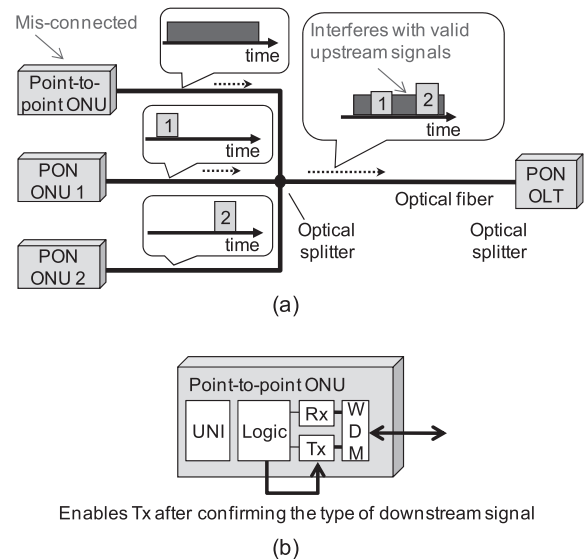 (a)
Mis-connected
Point-to-
point ONU
time
Interferes with valid
upstream signals
1
2
time
PON
ONU 1
1
time
PON
ONU 2
2
time
Optical
splitter
Optical fiber
Optical
splitter
PON
OLT
(a)
Point-to-point ONU
UNI
Logic
Rx
Tx
W
D
M
Enables Tx after confirming the type of downstream signal
(b)